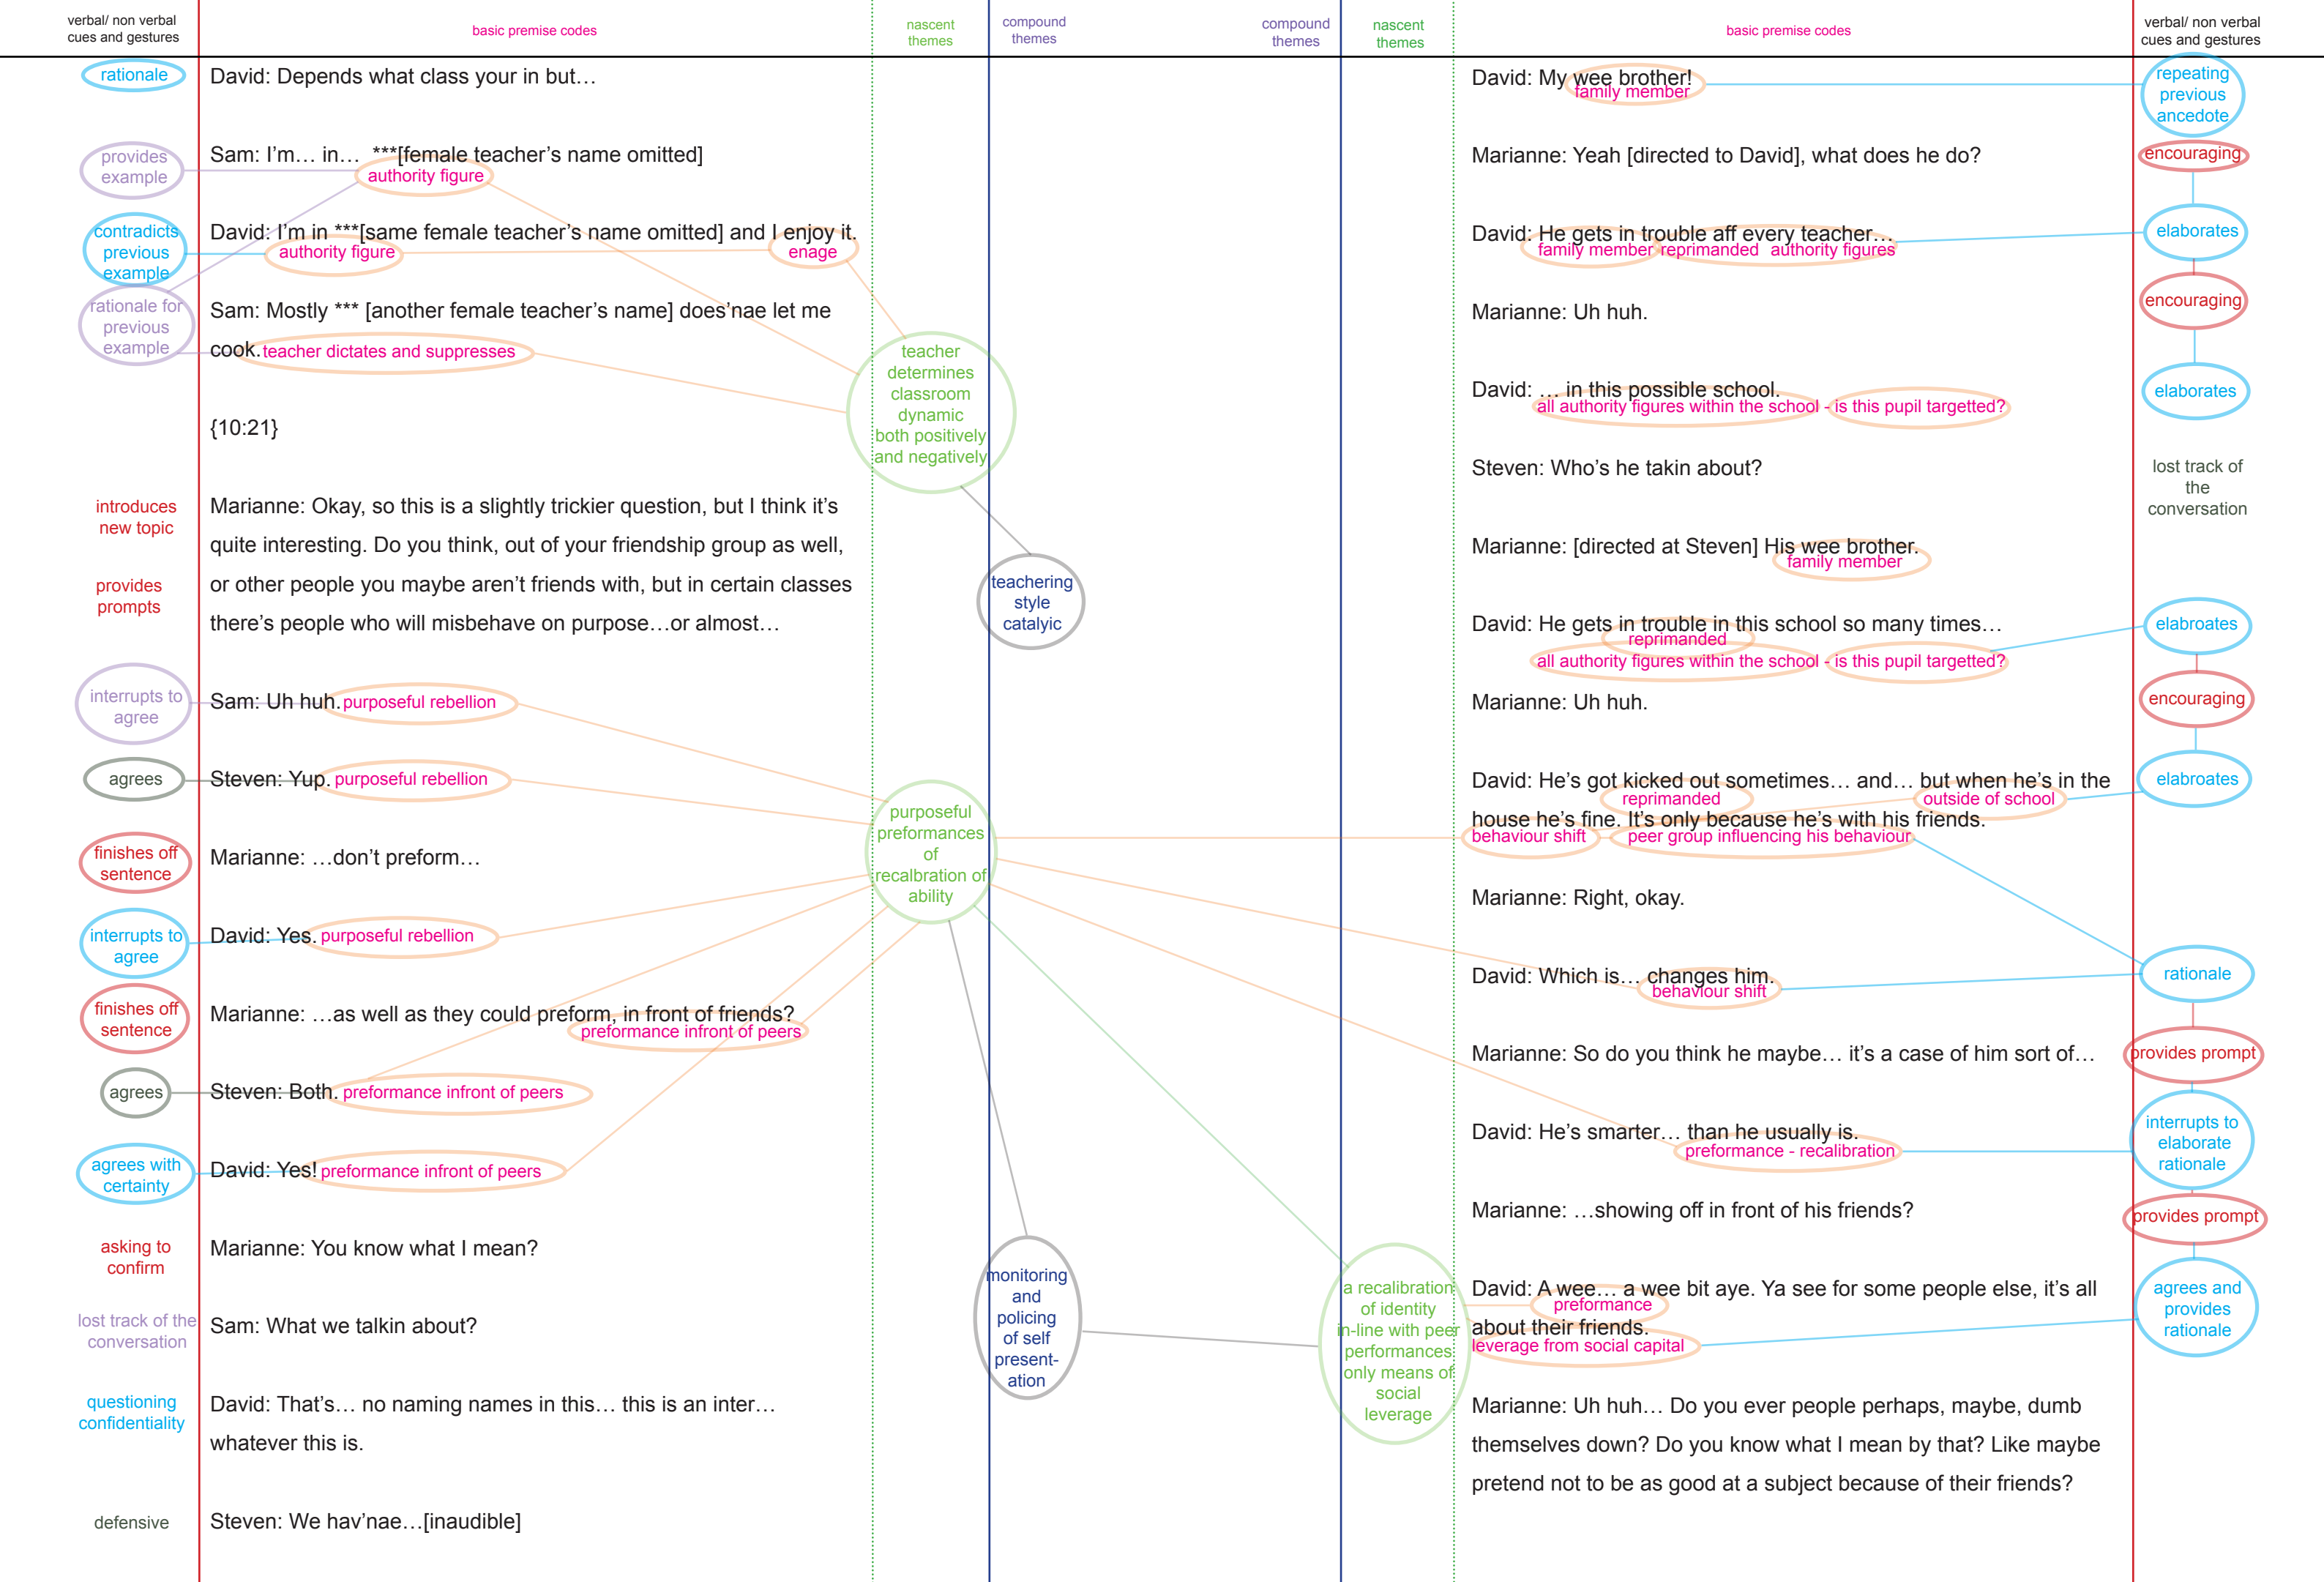 verbal/ non verbal
cues and gestures
basic premise codes
nascent
themes
compound
themes
rationale
David: Depends what class your in but…
provides
example
Sam: I'm… in… ***[female teacher's name omitted]
authority figure
contradicts
previous
example
David: I'm in ***[same female teacher's name omitted] and I enjoy it.
authority figure
enage
rationale for
previous
example
Sam: Mostly *** [another female teacher's name] does'nae let me
cook.
teacher dictates and suppresses
teacher
determines
classroom
dynamic
both positively
and negatively
{10:21}
introduces
new topic
provides
prompts
Marianne: Okay, so this is a slightly trickier question, but I think it's
quite interesting. Do you think, out of your friendship group as well,
or other people you maybe aren't friends with, but in certain classes
there's people who will misbehave on purpose…or almost…
teachering
style
catalyic
interrupts to
agree
Sam: Uh huh.
purposeful rebellion
agrees
Steven: Yup.
purposeful rebellion
purposeful
preformances
of
recalbration of
ability
finishes off
sentence
Marianne: …don't preform…
interrupts to
agree
David: Yes.
purposeful rebellion
finishes off
sentence
Marianne: …as well as they could preform, in front of friends?
preformance infront of peers
agrees
Steven: Both.
preformance infront of peers
agrees with
certainty
David: Yes!
preformance infront of peers
asking to
confirm
Marianne: You know what I mean?
monitoring
and
policing
of self
present-
ation
lost track of the
conversation
Sam: What we talkin about?
questioning
confidentiality
David: That's… no naming names in this… this is an inter…
whatever this is.
defensive
Steven: We hav'nae…[inaudible]
compound
themes
nascent
themes
basic premise codes
verbal/ non verbal
cues and gestures
David: My wee brother!
family member
repeating
previous
ancedote
Marianne: Yeah [directed to David], what does he do?
encouraging
David: He gets in trouble aff every teacher…
family member
reprimanded
authority figures
elaborates
Marianne: Uh huh.
encouraging
David: … in this possible school.
all authority figures within the school - is this pupil targetted?
elaborates
Steven: Who's he takin about?
lost track of
the
conversation
Marianne: [directed at Steven] His wee brother.
family member
David: He gets in trouble in this school so many times…
reprimanded
all authority figures within the school - is this pupil targetted?
elabroates
Marianne: Uh huh.
encouraging
David: He's got kicked out sometimes… and… but when he's in the
reprimanded
outside of school
house he's fine. It's only because he's with his friends.
behaviour shift
peer group influencing his behaviour
elabroates
Marianne: Right, okay.
David: Which is… changes him.
behaviour shift
rationale
Marianne: So do you think he maybe… it's a case of him sort of…
provides prompt
David: He's smarter… than he usually is.
preformance - recalibration
interrupts to
elaborate
rationale
Marianne: …showing off in front of his friends?
provides prompt
a recalibration
of identity
in-line with peer
performances
only means of
social
leverage
David: A wee… a wee bit aye. Ya see for some people else, it's all
preformance
about their friends.
leverage from social capital
agrees and
provides
rationale
Marianne: Uh huh… Do you ever people perhaps, maybe, dumb
themselves down? Do you know what I mean by that? Like maybe
pretend not to be as good at a subject because of their friends?